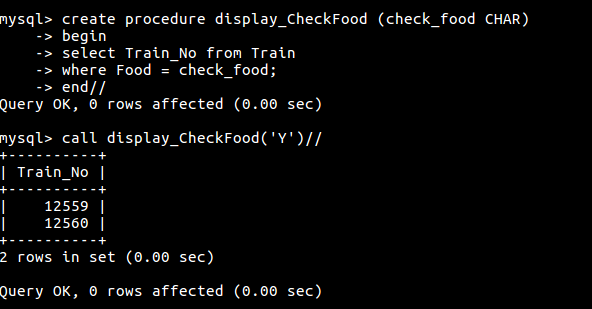 mysql> create procedure display_CheckFood (check_food CHAR)
    -> begin
    -> select Train_No from Train
    -> where Food = check_food;
    -> end//
Query OK, 0 rows affected (0.00 sec)

mysql> call display_CheckFood('Y')//
+----------+
| Train_No |
+----------+
|    12559 |
|    12560 |
+----------+
2 rows in set (0.00 sec)

Query OK, 0 rows affected (0.00 sec)